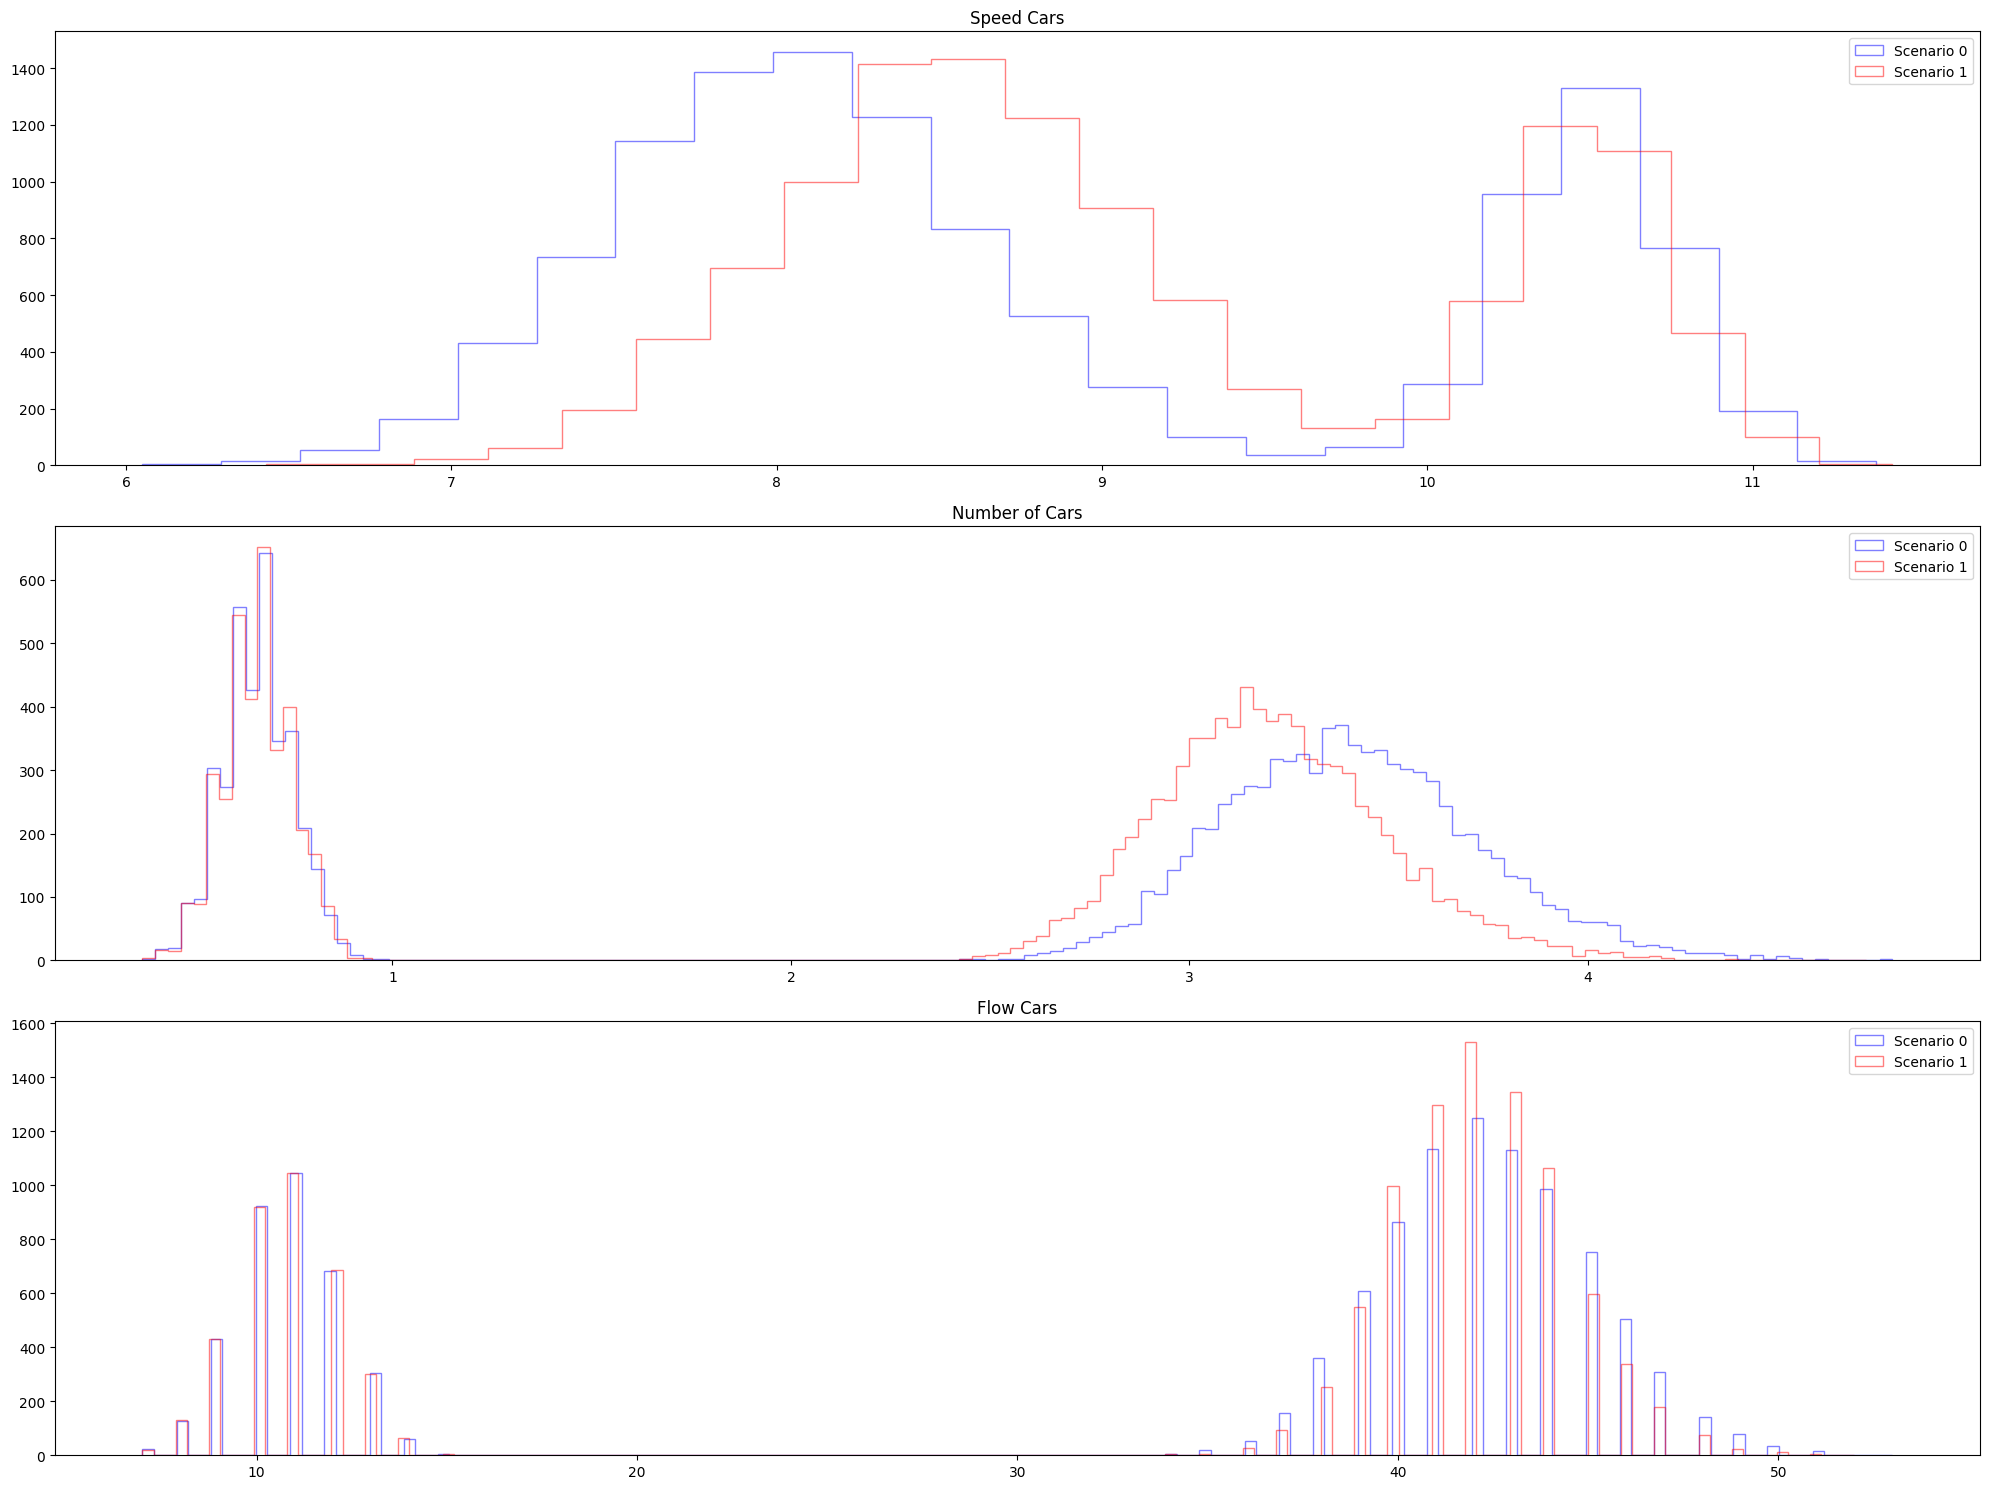 Speed Cars
Scenario 0
Scenario 1
1400
1200
1000
800
600
400
200
0
6 7 8 9 10 11
Number of Cars
Scenario 0
Scenario 1
600
500
400
300
200
100
0
1 2 3 4
Flow Cars
Scenario 0
Scenario 1
1600
1400
1200
1000
800
600
400
200
0
10 20 30 40 50